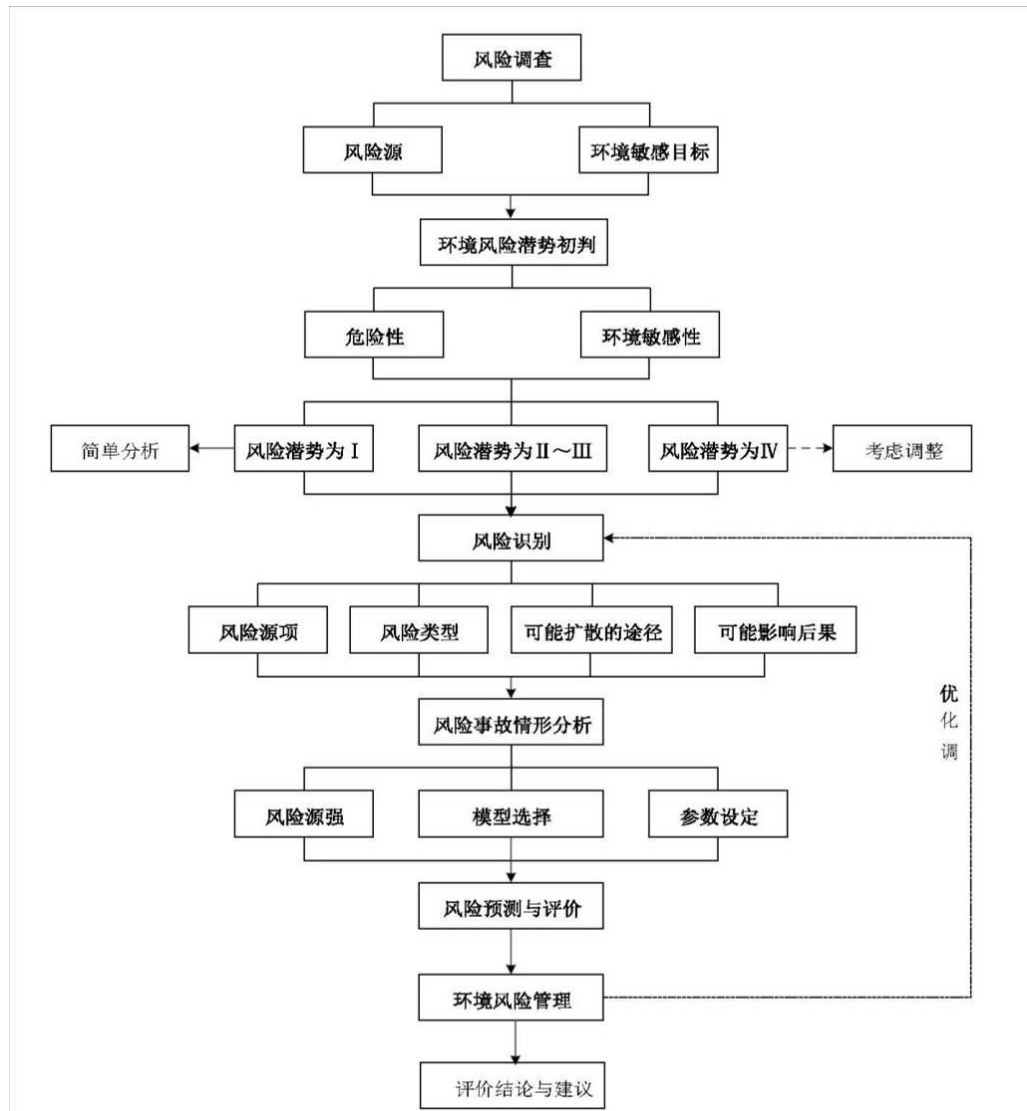 风险调查
风险源
环境敏感目标
环境风险潜势初判
危险性
环境敏感性
简单分析
风险潜势为Ⅰ
风险潜势为Ⅱ～Ⅲ
风险潜势为Ⅳ
考虑调整
风险识别
风险源项
风险类型
可能扩散的途径
可能影响后果
优
化
调
风险事故情形分析
风险源强
模型选择
参数设定
风险预测与评价
环境风险管理
评价结论与建议